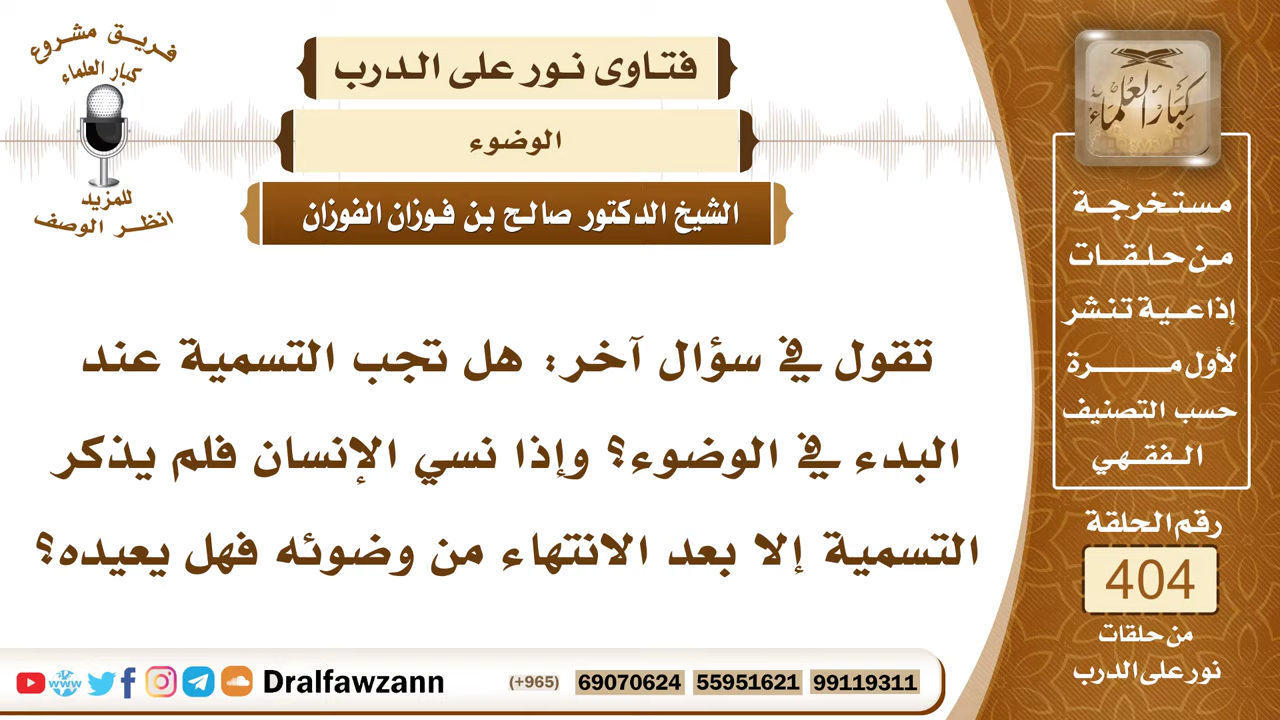 فريق مشروع
كبار العلماء
للمزيد
انظر الوصف
فتاوى نور على الدرب
الوضوء
الشيخ الدكتور صالح بن فوزان الفوزان
تقول في سؤال آخر: هل تجب التسمية عند
البدء في الوضوء؟ وإذا نسي الإنسان فلم يذكر
التسمية إلا بعد الانتهاء من وضوئه فهل يعيده؟
كبار العلماء
مستخرجة
من حلقات
إذاعية تنشر
لأول مرة
حسب التصنيف
الفقهي
رقم الحلقة
404
من حلقات
نور على الدرب
www Dralfawzann (+965) 69070624 55951621 99119311